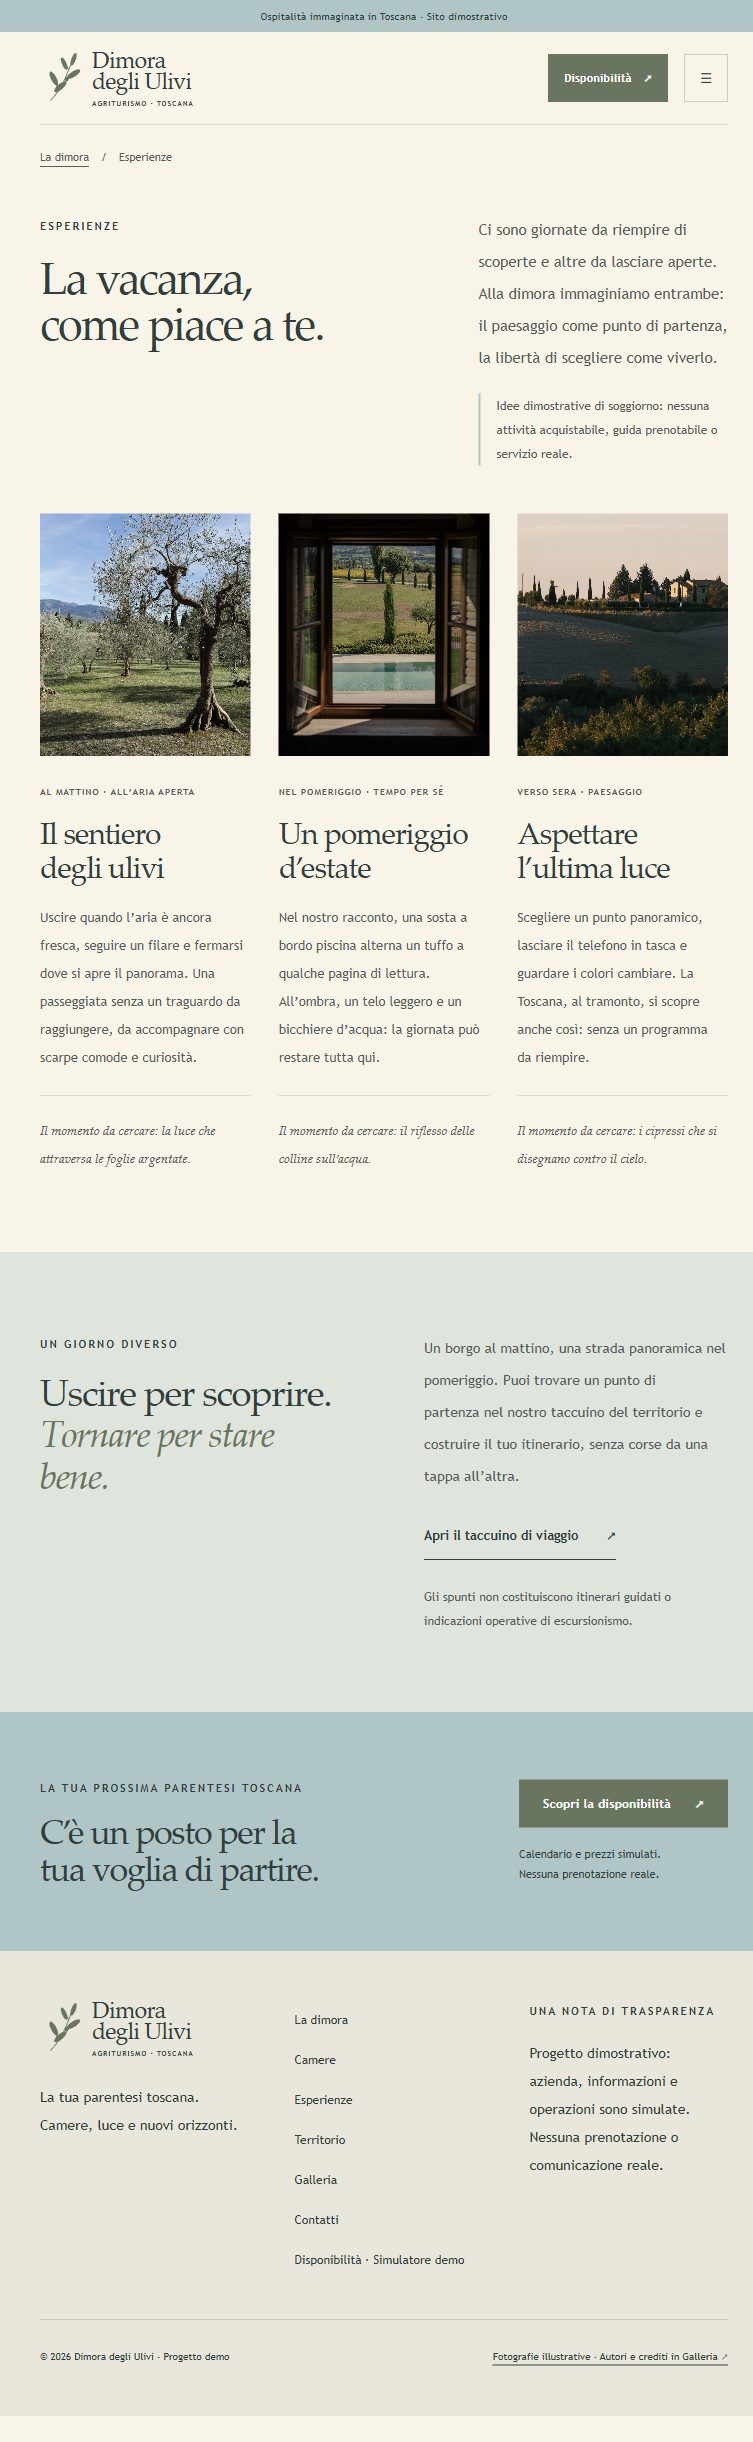 Ospitalità immaginata in Toscana · Sito dimostrativo
Dimora
degli Ulivi
AGRITURISMO · TOSCANA
Disponibilità ↗
☰
La dimora / Esperienze
ESPERIENZE
La vacanza,
come piace a te.
Ci sono giornate da riempire di
scoperte e altre da lasciare aperte.
Alla dimora immaginiamo entrambe:
il paesaggio come punto di partenza,
la libertà di scegliere come viverlo.
Idee dimostrative di soggiorno: nessuna
attività acquistabile, guida prenotabile o
servizio reale.
AL MATTINO · ALL'ARIA APERTA
Il sentiero
degli ulivi
Uscire quando l’aria è ancora
fresca, seguire un filare e fermarsi
dove si apre il panorama. Una
passeggiata senza un traguardo da
raggiungere, da accompagnare con
scarpe comode e curiosità.
Il momento da cercare: la luce che
attraversa le foglie argentate.
NEL POMERIGGIO · TEMPO PER SÉ
Un pomeriggio
d’estate
Nel nostro racconto, una sosta a
bordo piscina alterna un tuffo a
qualche pagina di lettura.
All’ombra, un telo leggero e un
bicchiere d’acqua: la giornata può
restare tutta qui.
Il momento da cercare: il riflesso delle
colline sull’acqua.
VERSO SERA · PAESAGGIO
Aspettare
l’ultima luce
Scegliere un punto panoramico,
lasciare il telefono in tasca e
guardare i colori cambiare. La
Toscana, al tramonto, si scopre
anche così: senza un programma
da riempire.
Il momento da cercare: i cipressi che si
disegnano contro il cielo.
UN GIORNO DIVERSO
Uscire per scoprire.
Tornare per stare
bene.
Un borgo al mattino, una strada panoramica nel
pomeriggio. Puoi trovare un punto di
partenza nel nostro taccuino del territorio e
costruire il tuo itinerario, senza corse da una
tappa all’altra.
Apri il taccuino di viaggio ↗
Gli spunti non costituiscono itinerari guidati o
indicazioni operative di escursionismo.
LA TUA PROSSIMA PARENTESI TOSCANA
C’è un posto per la
tua voglia di partire.
Scopri la disponibilità ↗
Calendario e prezzi simulati.
Nessuna prenotazione reale.
Dimora
degli Ulivi
AGRITURISMO · TOSCANA
La tua parentesi toscana.
Camere, luce e nuovi orizzonti.
La dimora
Camere
Esperienze
Territorio
Galleria
Contatti
Disponibilità · Simulatore demo
UNA NOTA DI TRASPARENZA
Progetto dimostrativo:
azienda, informazioni e
operazioni sono simulate.
Nessuna prenotazione o
comunicazione reale.
© 2026 Dimora degli Ulivi · Progetto demo
Fotografie illustrative · Autori e crediti in Galleria ↗